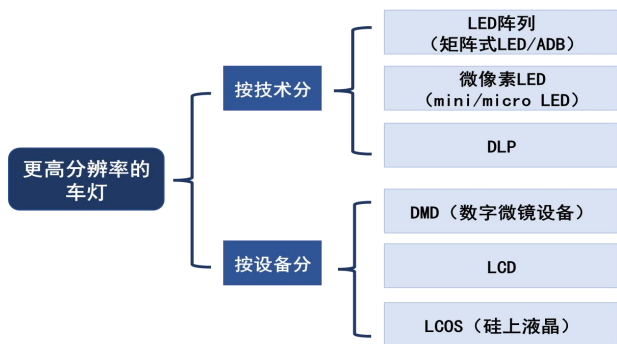 更高分辨率的
车灯
按技术分
LED阵列
（矩阵式LED/ADB）
微像素LED
（mini/micro LED）
DLP
按设备分
DMD（数字微镜设备）
LCD
LCOS（硅上液晶）